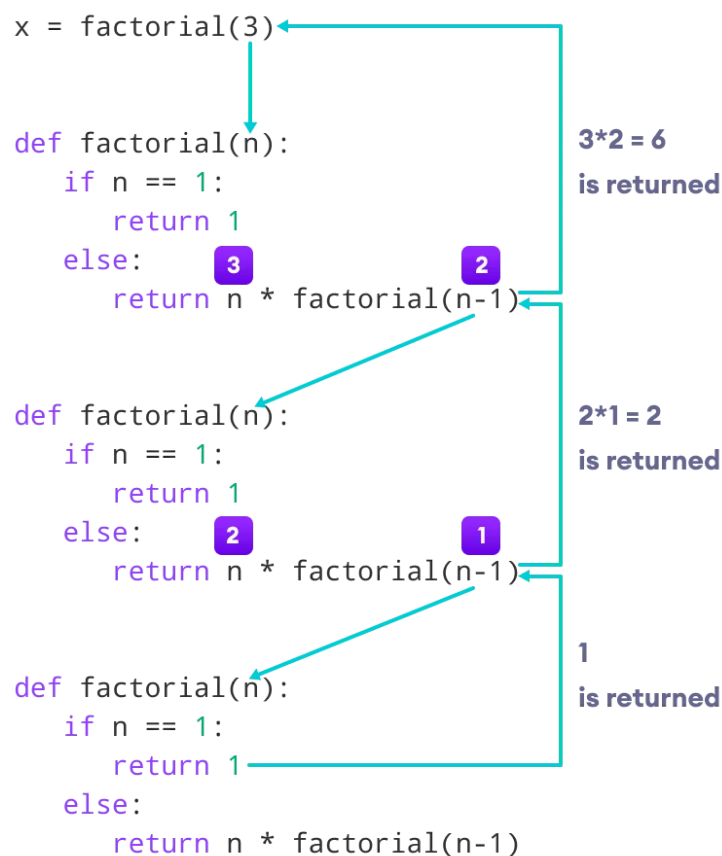 x = factorial(3)
def factorial(n):
3*2 = 6
if n == 1:
is returned
return 1
else:
3
2
return n * factorial(n-1)
def factorial(n):
2*1 = 2
if n == 1:
is returned
return 1
else:
2
1
return n * factorial(n-1)
1
def factorial(n):
is returned
if n == 1:
return 1
else:
return n * factorial(n-1)